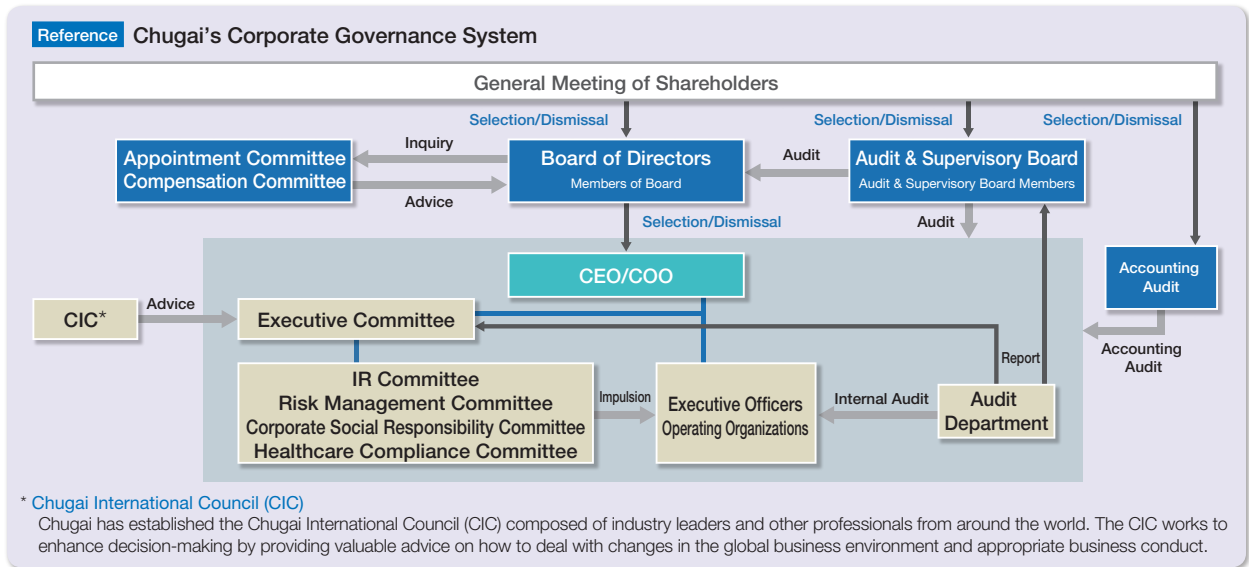 Reference Chugai's Corporate Governance System
General Meeting of Shareholders
Selection/Dismissal
Selection/Dismissal
Selection/Dismissal
Appointment Committee
Compensation Committee
Inquiry
Advice
Board of Directors
Members of Board
Audit
Audit & Supervisory Board
Audit & Supervisory Board Members
Selection/Dismissal
Audit
CEO/COO
Accounting
Audit
CIC*
Advice
Executive Committee
Report
Accounting
Audit
IR Committee
Risk Management Committee
Corporate Social Responsibility Committee
Healthcare Compliance Committee
Impulsion
Executive Officers
Operating Organizations
Internal Audit
Audit
Department
* Chugai International Council (CIC)
Chugai has established the Chugai International Council (CIC) composed of industry leaders and other professionals from around the world. The CIC works to
enhance decision-making by providing valuable advice on how to deal with changes in the global business environment and appropriate business conduct.